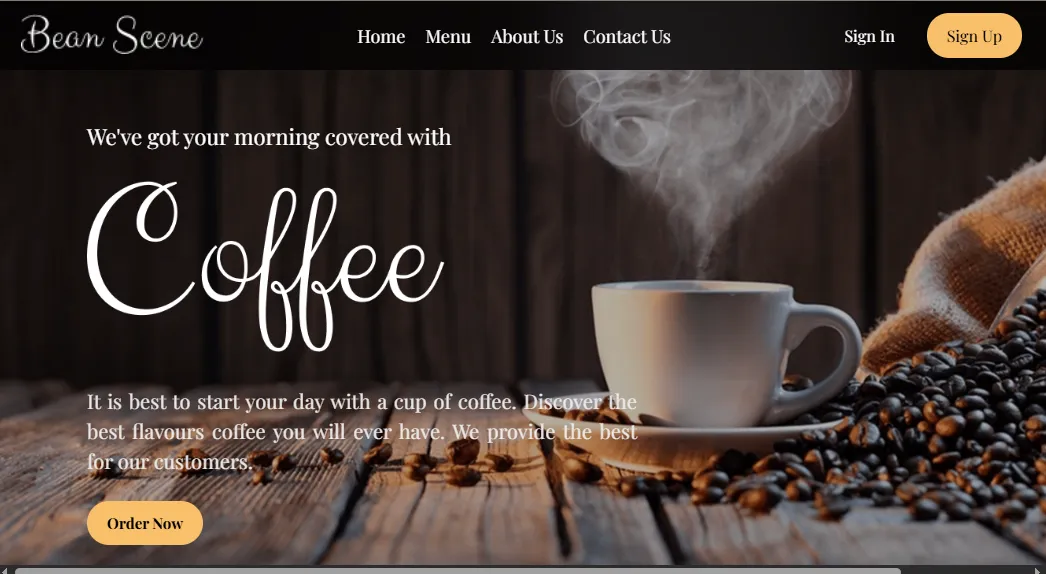 Bean Scene
Home Menu About Us Contact Us
Sign In
Sign Up
We've got your morning covered with
Coffee
It is best to start your day with a cup of coffee. Discover the
best flavours coffee you will ever have. We provide the best
for our customers.
Order Now